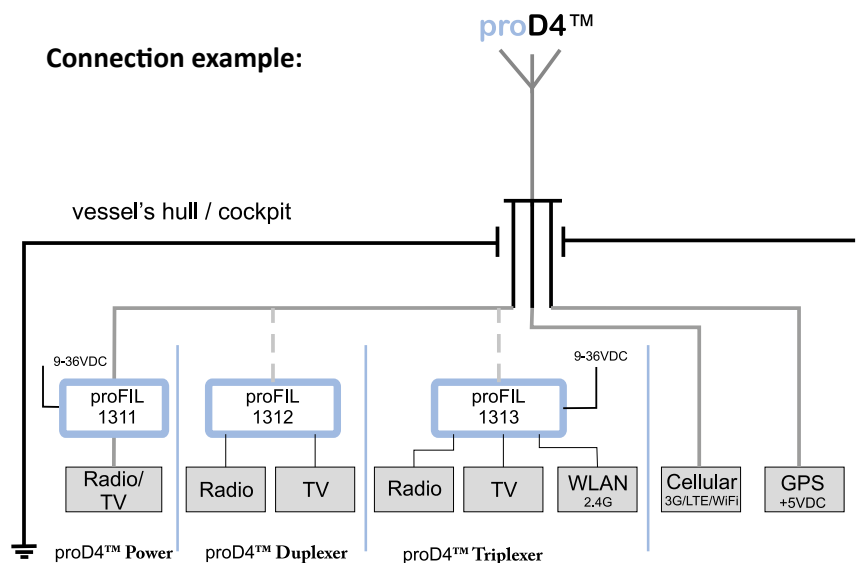 proD4™
Connection example:
vessel's hull / cockpit
9-36VDC
9-36VDC
proFIL
1311
proFIL
1312
proFIL
1313
Radio/
TV
Radio
TV
Radio
TV
WLAN
2.4G
Cellular
3G/LTE/WiFi
GPS
+5VDC
proD4™ Power
proD4™ Duplexer
proD4™ Triplexer